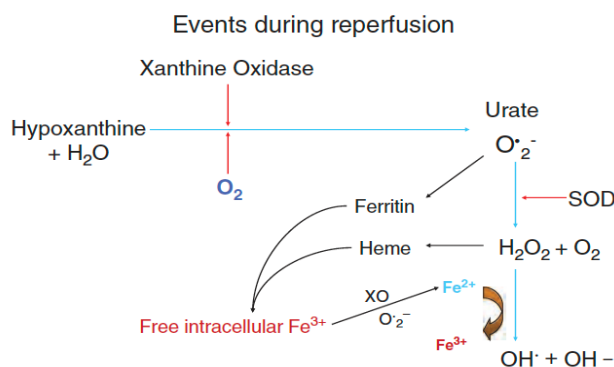 Events during reperfusion
Xanthine Oxidase
Urate
Hypoxanthine
+ H₂O
O•₂⁻
O₂
SOD
Ferritin
Heme
H₂O₂ + O₂
Fe²⁺
XO
O·₂⁻
Free intracellular Fe³⁺
Fe³⁺
OH· + OH –